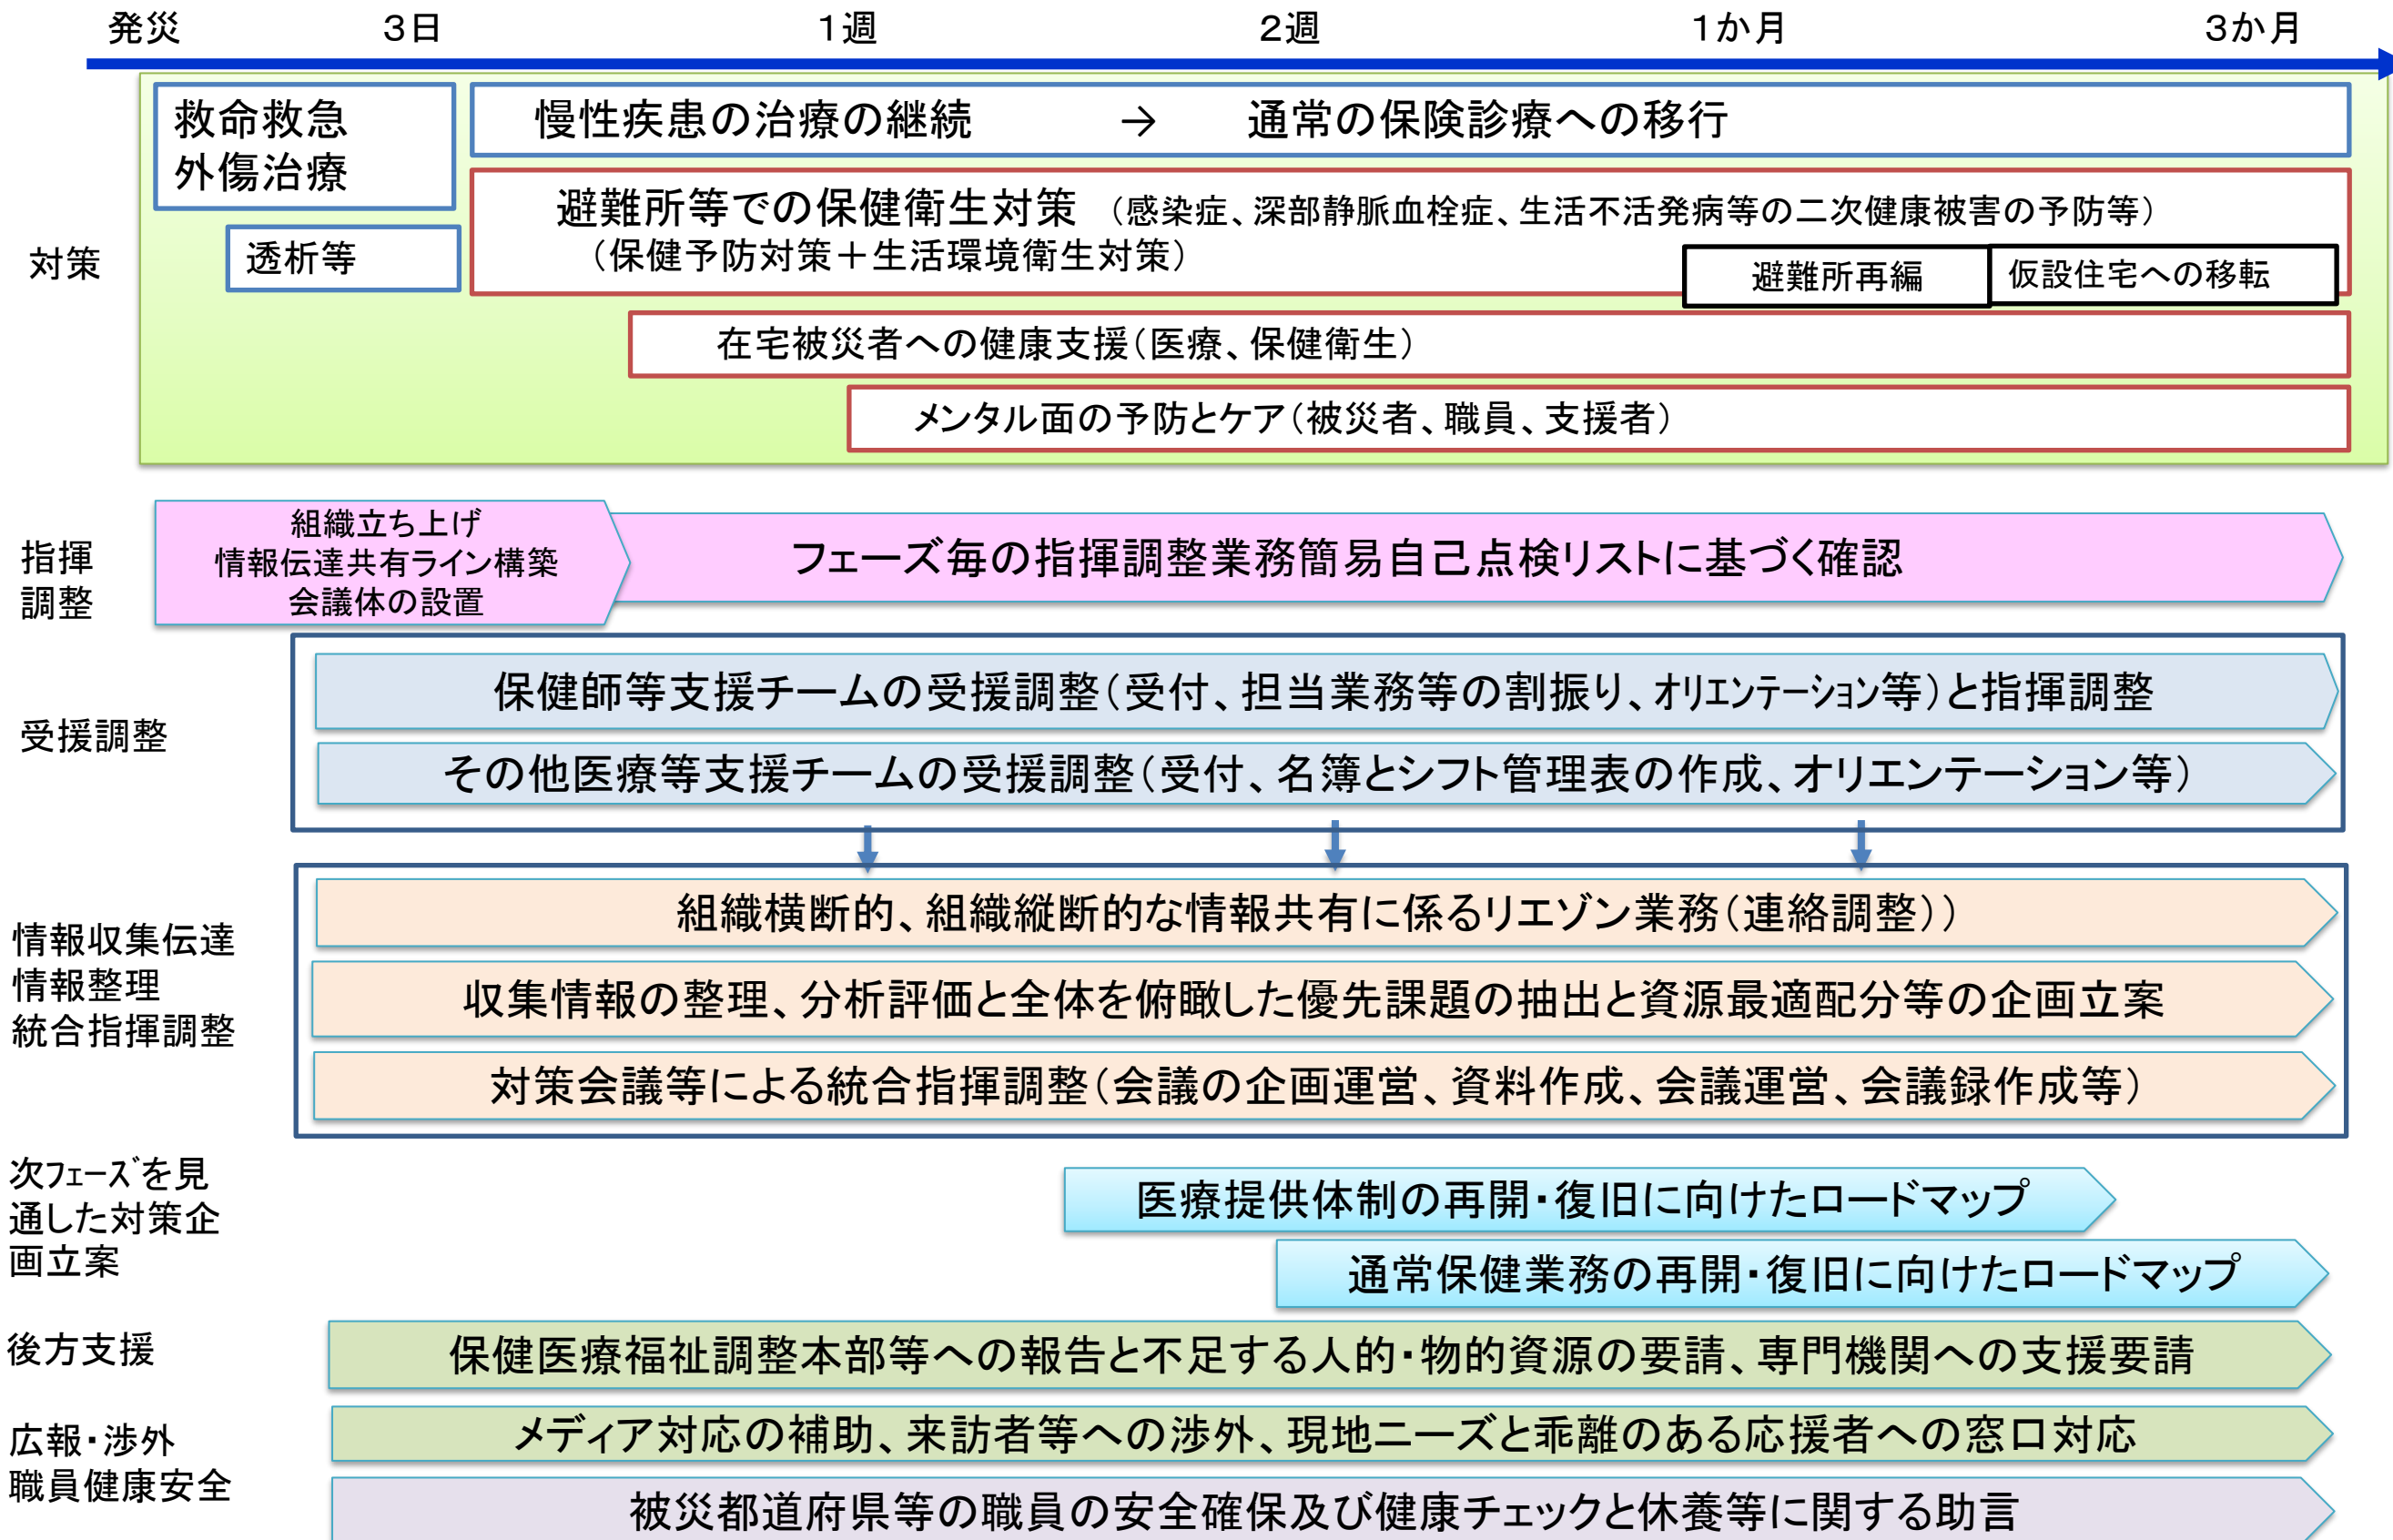 発災 3日 1週 2週 1か月 3か月
救命救急
外傷治療
慢性疾患の治療の継続 → 通常の保険診療への移行
避難所等での保健衛生対策 （感染症、深部静脈血栓症、生活不活発病等の二次健康被害の予防等）
（保健予防対策＋生活環境衛生対策）
透析等
対策
避難所再編
仮設住宅への移転
在宅被災者への健康支援（医療、保健衛生）
メンタル面の予防とケア（被災者、職員、支援者）
指揮
調整
組織立ち上げ
情報伝達共有ライン構築
会議体の設置
フェーズ毎の指揮調整業務簡易自己点検リストに基づく確認
受援調整
保健師等支援チームの受援調整（受付、担当業務等の割振り、ｵﾘｴﾝﾃｰｼｮﾝ等）と指揮調整
その他医療等支援チームの受援調整（受付、名簿とシフト管理表の作成、オリエンテーション等）
情報収集伝達
情報整理
統合指揮調整
組織横断的、組織縦断的な情報共有に係るリエゾン業務（連絡調整））
収集情報の整理、分析評価と全体を俯瞰した優先課題の抽出と資源最適配分等の企画立案
対策会議等による統合指揮調整（会議の企画運営、資料作成、会議運営、会議録作成等）
次ﾌｪｰｽﾞを見
通した対策企
画立案
医療提供体制の再開・復旧に向けたロードマップ
通常保健業務の再開・復旧に向けたロードマップ
後方支援
保健医療福祉調整本部等への報告と不足する人的・物的資源の要請、専門機関への支援要請
広報・渉外
職員健康安全
メディア対応の補助、来訪者等への渉外、現地ニーズと乖離のある応援者への窓口対応
被災都道府県等の職員の安全確保及び健康チェックと休養等に関する助言